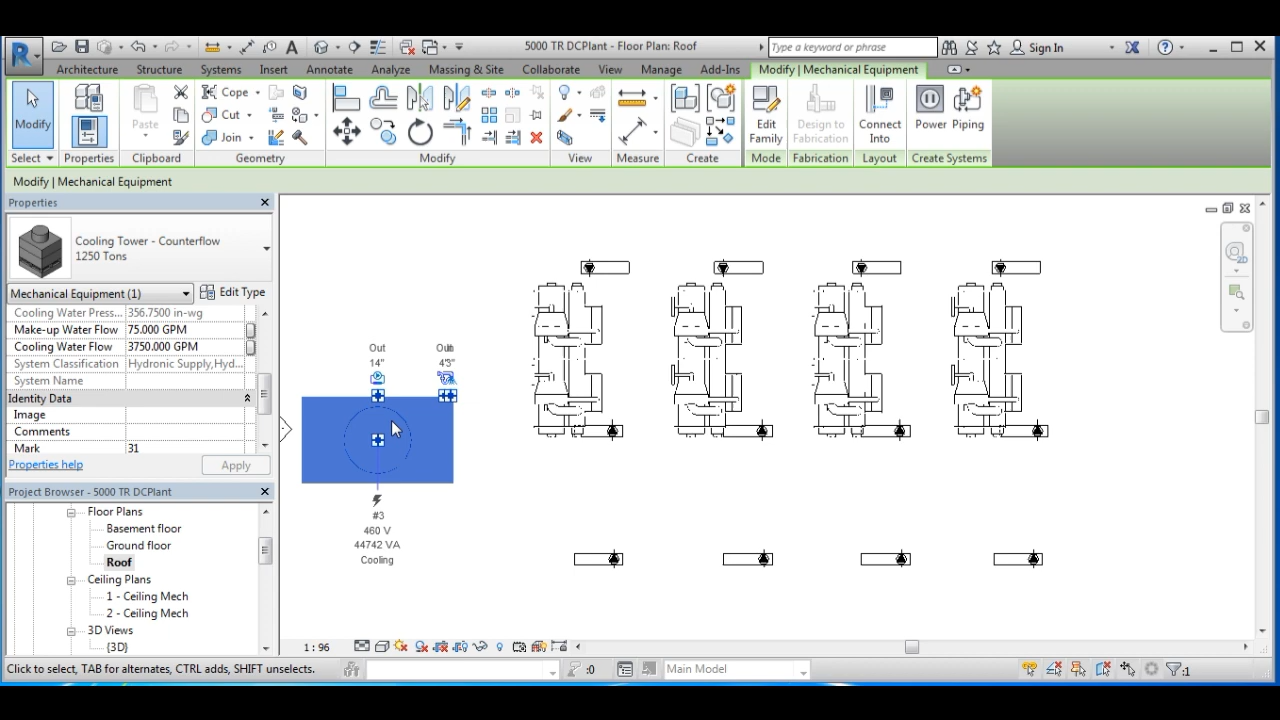 5000 TR DCPlant - Floor Plan: Roof
Type a keyword or phrase
Sign In
Architecture Structure Systems Insert Annotate Analyze Massing & Site Collaborate View Manage Add-Ins Modify | Mechanical Equipment
Modify
Paste
Cope
Cut
Join
Edit Family
Design to Fabrication
Connect Into
Power Piping
Select Properties Clipboard Geometry Modify View Measure Create Mode Fabrication Layout Create Systems
Modify | Mechanical Equipment
Properties
Cooling Tower - Counterflow
1250 Tons
Mechanical Equipment (1) Edit Type
Cooling Water Press... 356.7500 in-wg
Make-up Water Flow 75.000 GPM
Cooling Water Flow 3750.000 GPM
System Classification Hydronic Supply,Hyd...
System Name
Identity Data
Image
Comments
Mark 31
Properties help Apply
Project Browser - 5000 TR DCPlant
Floor Plans
Basement floor
Ground floor
Roof
Ceiling Plans
1 - Ceiling Mech
2 - Ceiling Mech
3D Views
{3D}
Out
14"
4"3"
#3
460 V
44742 VA
Cooling
1 : 96
Click to select, TAB for alternates, CTRL adds, SHIFT unselects.
:0
Main Model
:1